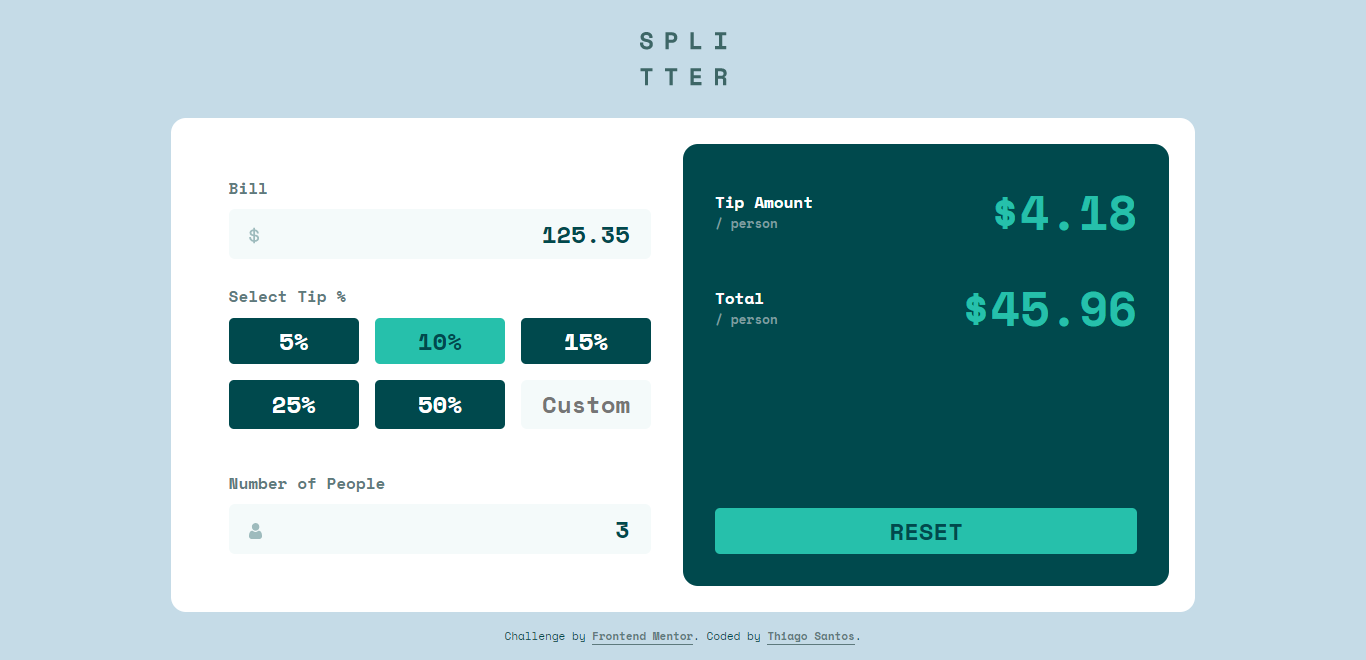 SPLI
TTER
Bill
$ 125.35
Select Tip %
5% 10% 15%
25% 50% Custom
Number of People
3
Tip Amount
/ person
$4.18
Total
/ person
$45.96
RESET
Challenge by Frontend Mentor. Coded by Thiago Santos.